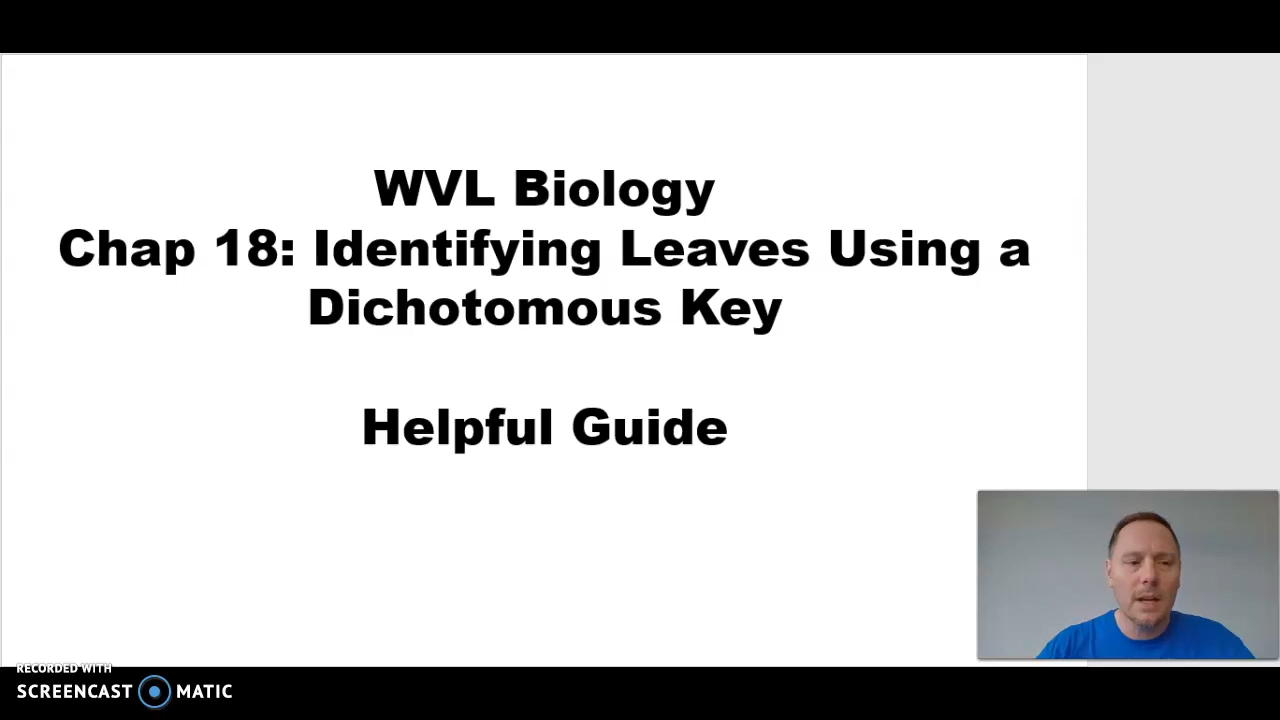 WVL Biology
Chap 18: Identifying Leaves Using a
Dichotomous Key
Helpful Guide
RECORDED WITH
SCREENCAST MATIC